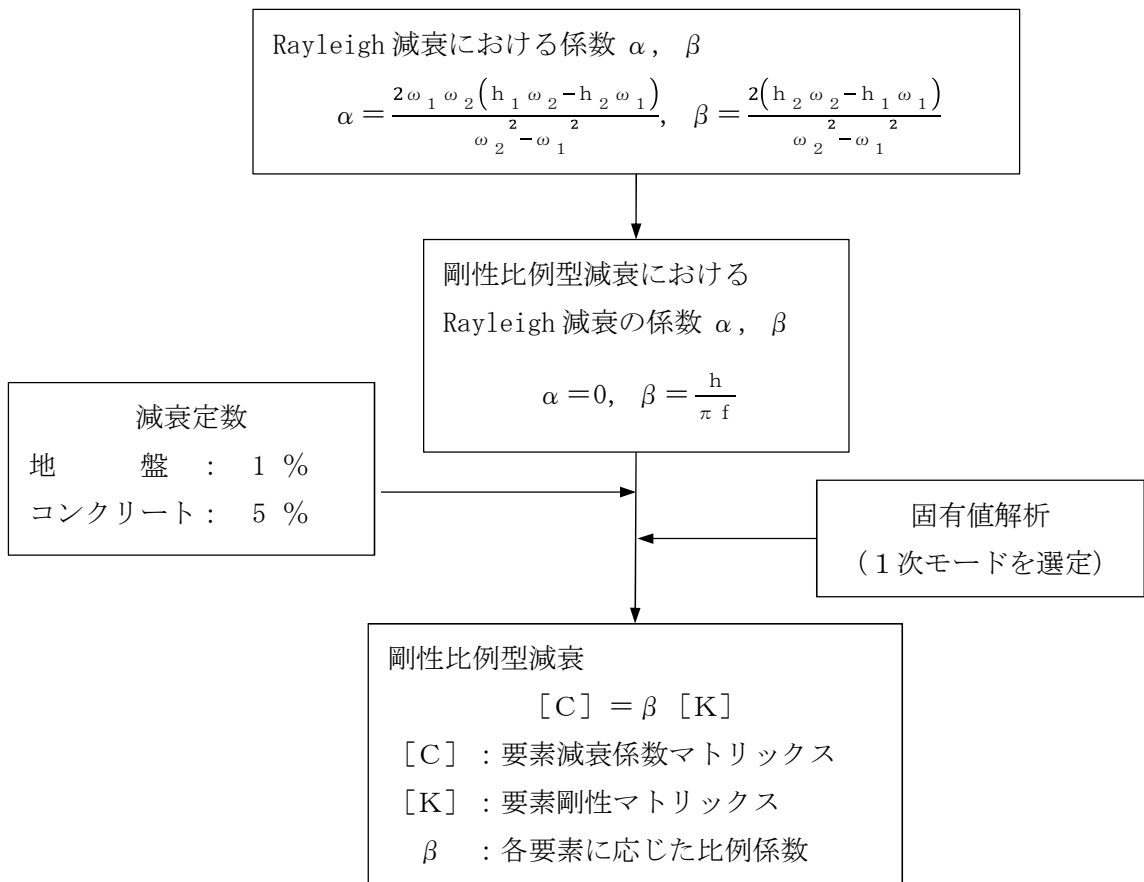 Rayleigh 減衰における係数 α, β
α＝2ω₁ω₂(h₁ω₂−h₂ω₁)/(ω₂²−ω₁²), β＝2(h₂ω₂−h₁ω₁)/(ω₂²−ω₁²)
剛性比例型減衰における
Rayleigh 減衰の係数 α, β
α＝0, β＝h/(πf)
減衰定数
地　　盤 : 1 %
コンクリート: 5 %
固有値解析
（１次モードを選定）
剛性比例型減衰
［C］＝β［K］
［C］：要素減衰係数マトリックス
［K］：要素剛性マトリックス
β ：各要素に応じた比例係数